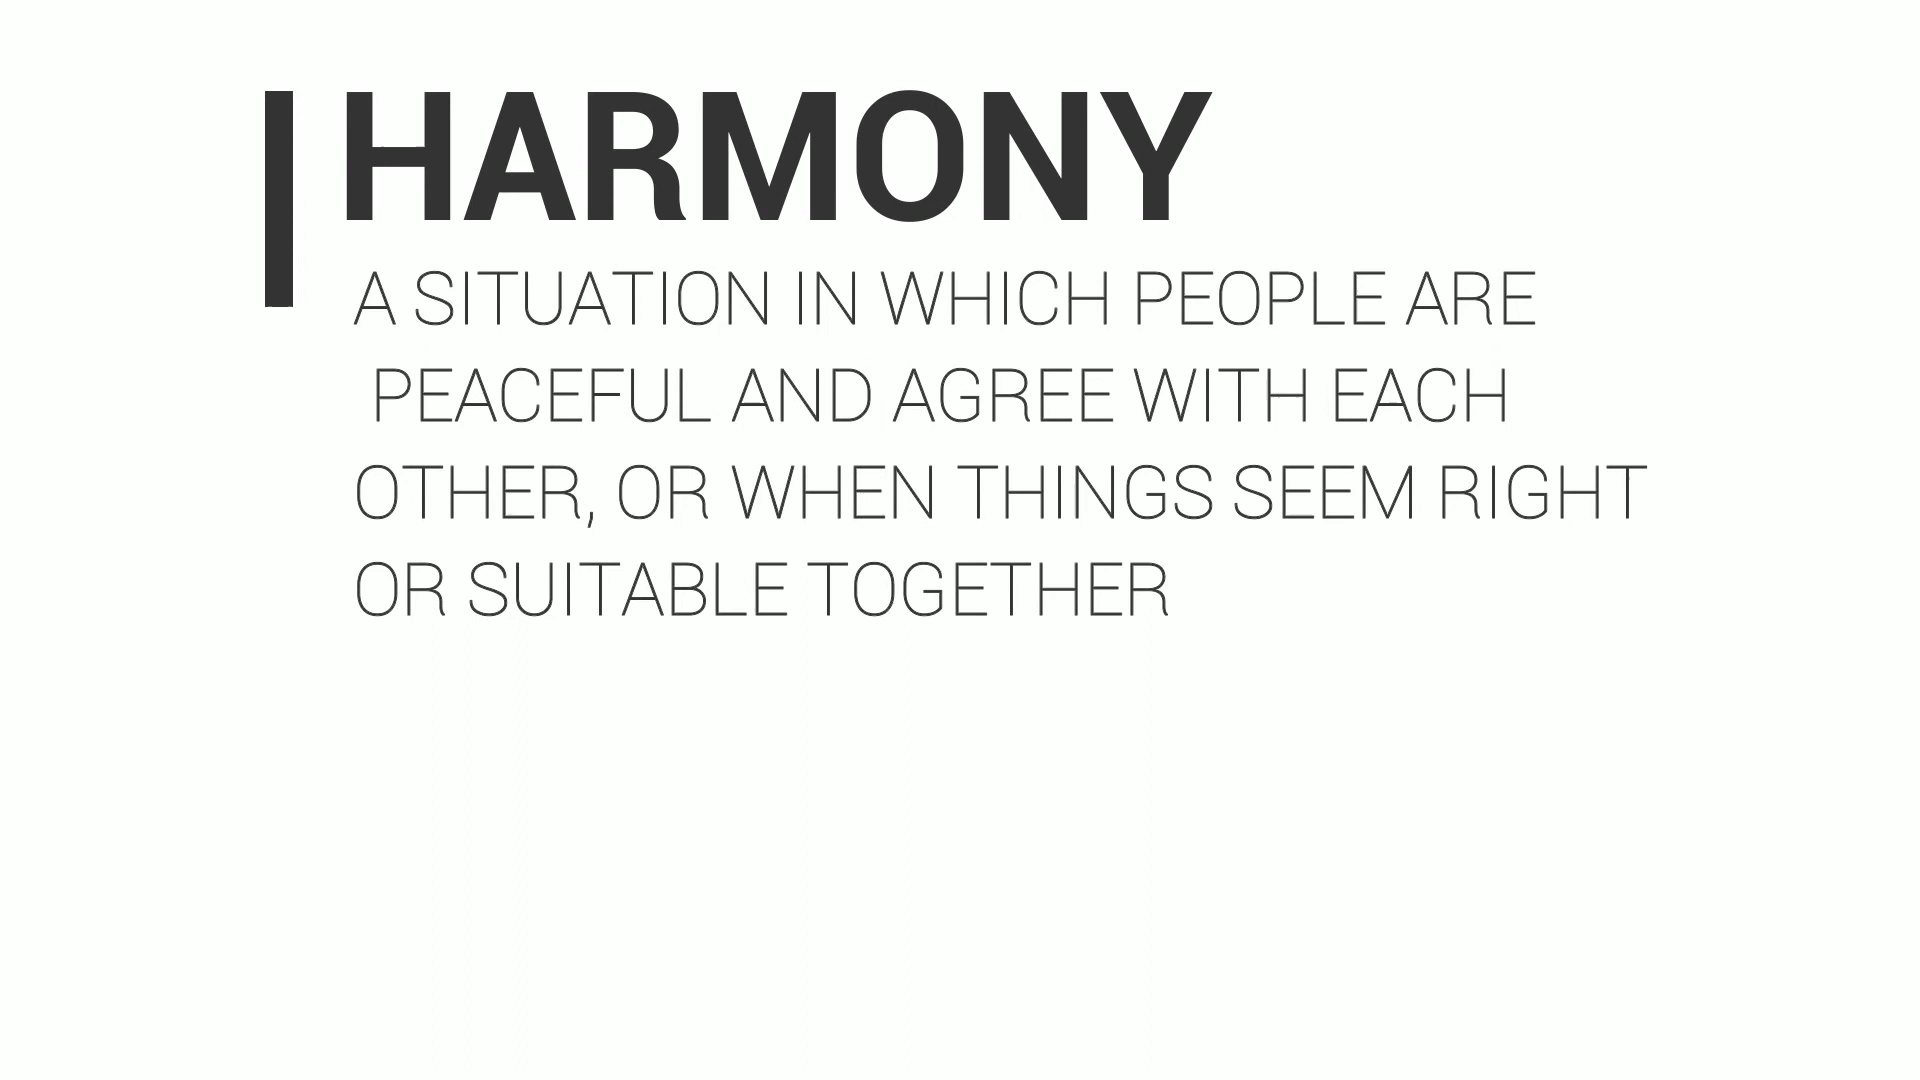 HARMONY
A SITUATION IN WHICH PEOPLE ARE
PEACEFUL AND AGREE WITH EACH
OTHER, OR WHEN THINGS SEEM RIGHT
OR SUITABLE TOGETHER